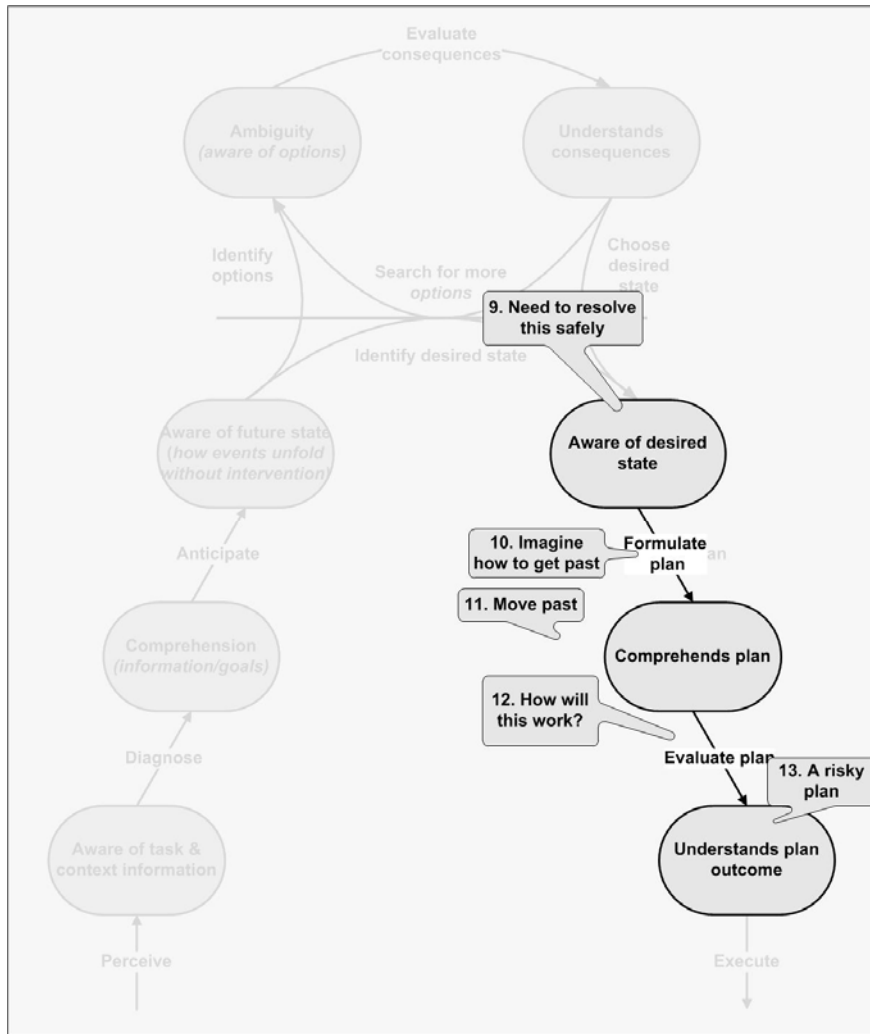 Evaluate
consequences
Ambiguity
(aware of options)
Understands
consequences
Identify
options
Search for more
options
Choose
desired
state
9. Need to resolve
this safely
Identify desired state
Aware of future state
(how events unfold
without intervention)
Aware of desired
state
Anticipate
10. Imagine
how to get past
Formulate
plan
an
11. Move past
Comprehension
(information/goals)
Comprehends plan
12. How will
this work?
Diagnose
Evaluate plan
13. A risky
plan
Aware of task &
context information
Understands plan
outcome
Perceive
Execute